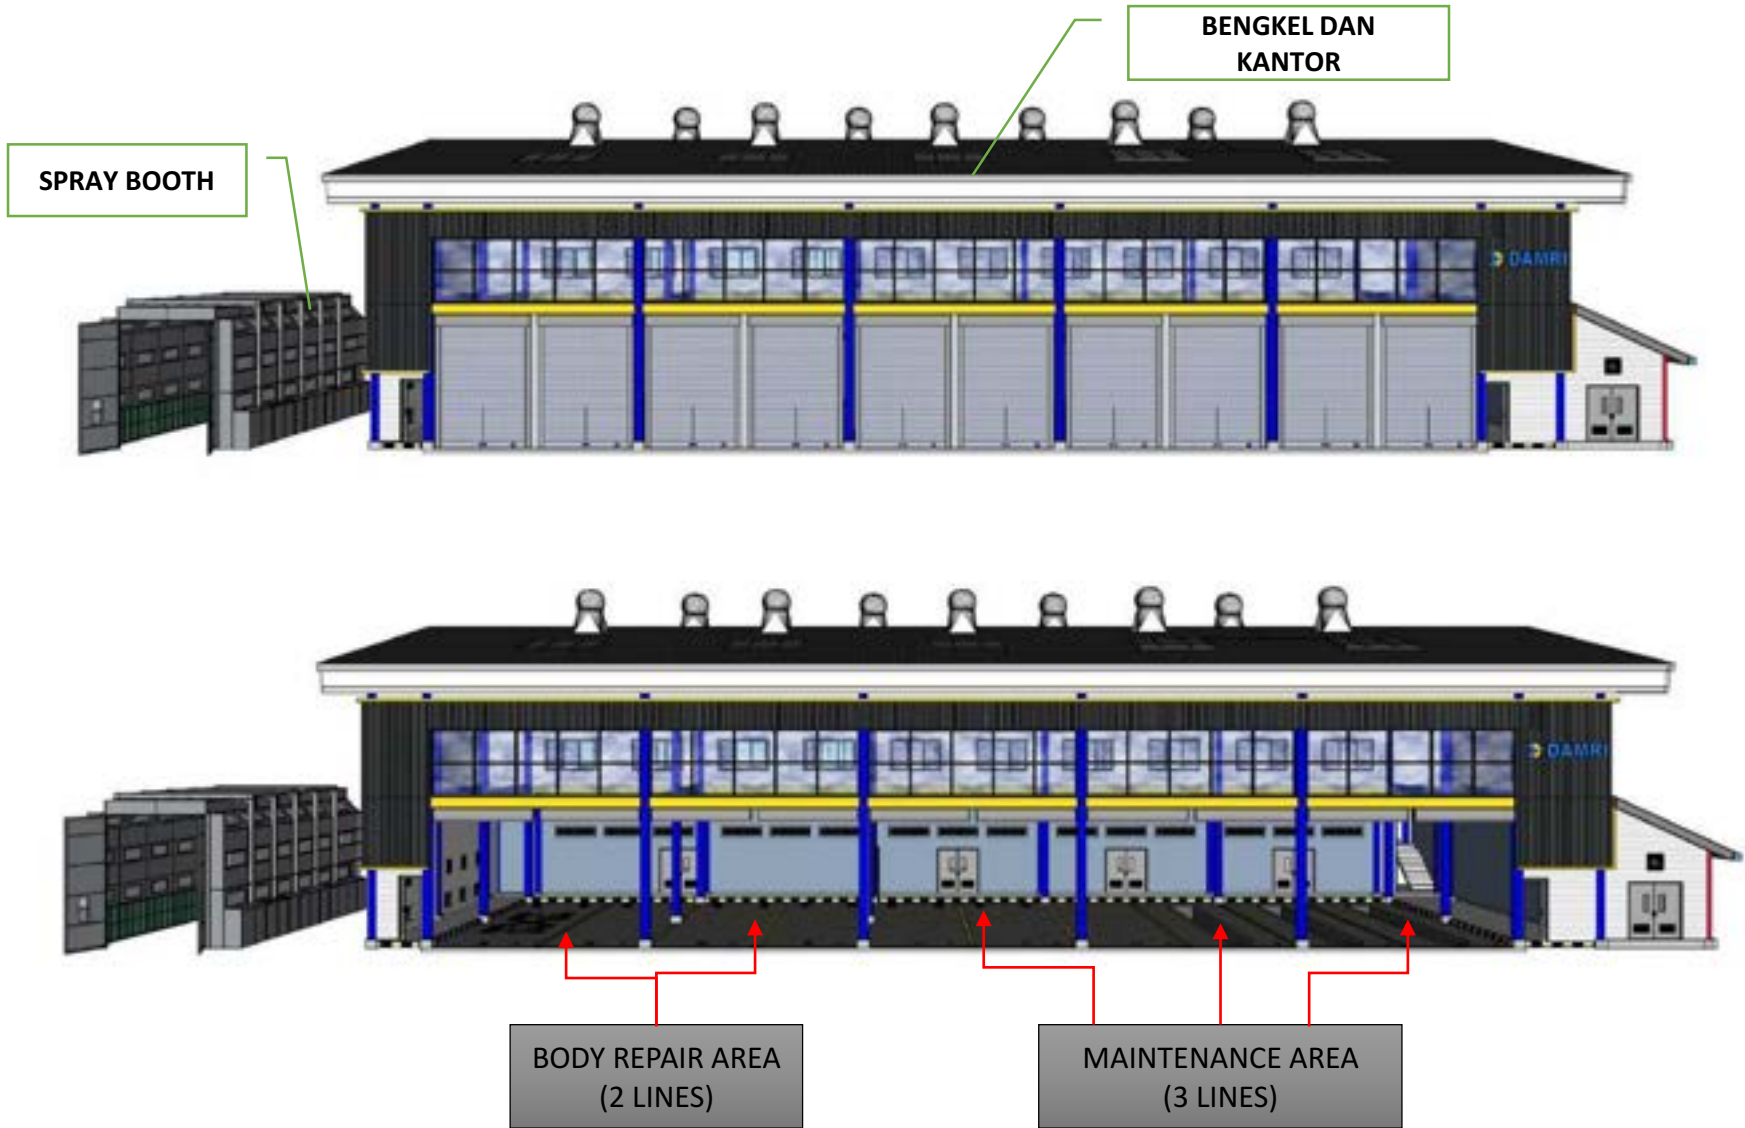 BENGKEL DAN
KANTOR
SPRAY BOOTH
DAMRI
DAMRI
BODY REPAIR AREA
(2 LINES)
MAINTENANCE AREA
(3 LINES)